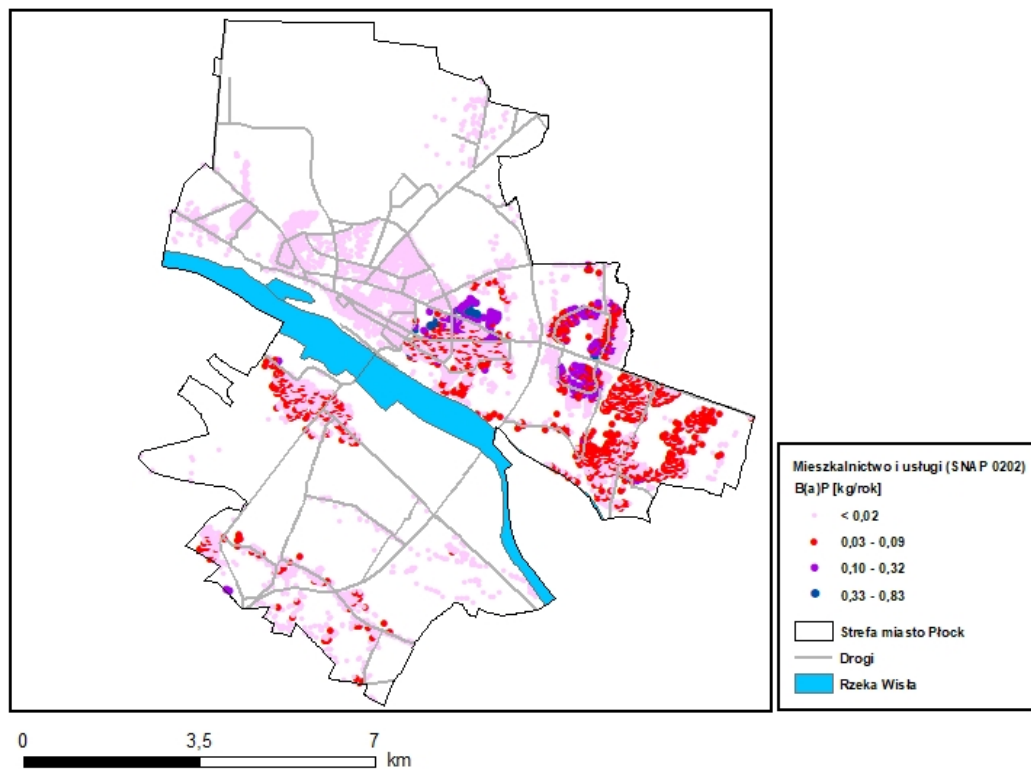 Mieszkalnictwo i usługi (SNAP 0202)
B(a)P [kg/rok]
< 0,02
0,03 - 0,09
0,10 - 0,32
0,33 - 0,83
Strefa miasto Płock
Drogi
Rzeka Wisła
0 3,5 7
km